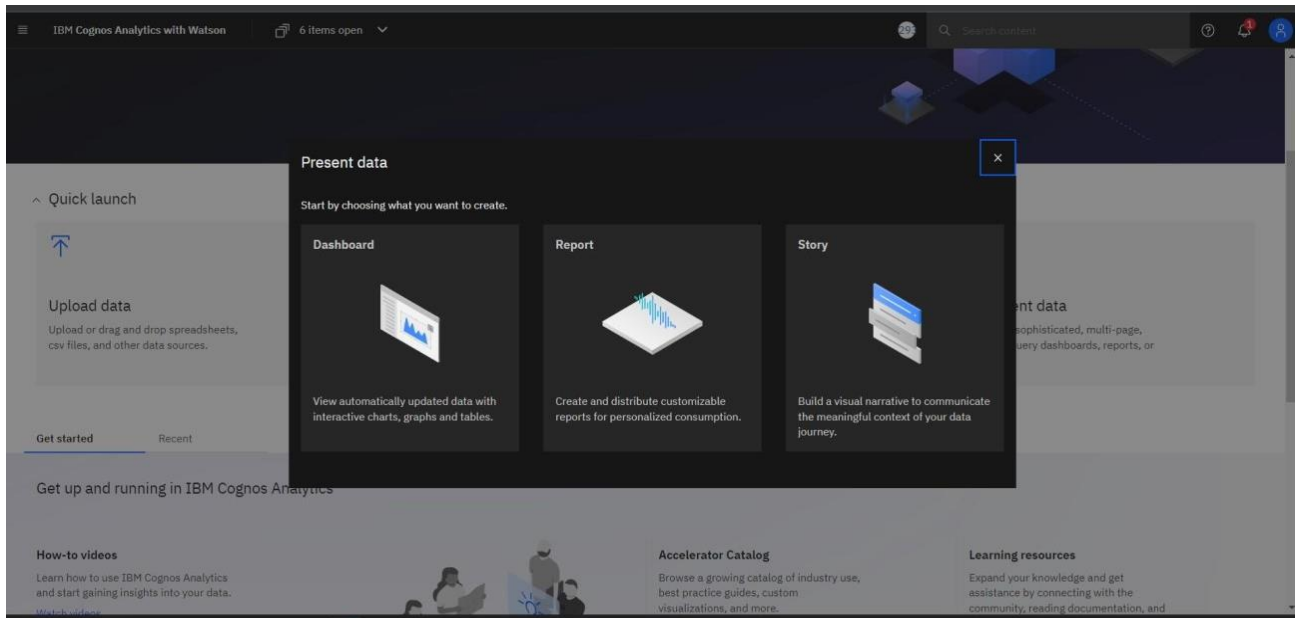 IBM Cognos Analytics with Watson
6 items open
Search content
1
Present data
Start by choosing what you want to create.
Dashboard
View automatically updated data with
interactive charts, graphs and tables.
Report
Create and distribute customizable
reports for personalized consumption.
Story
Build a visual narrative to communicate
the meaningful context of your data
journey.
Quick launch
Upload data
Upload or drag and drop spreadsheets,
csv files, and other data sources.
ent data
sophisticated, multi-page,
uery dashboards, reports, or
Get started
Recent
Get up and running in IBM Cognos Analytics
How-to videos
Learn how to use IBM Cognos Analytics
and start gaining insights into your data.
Watch videos
Accelerator Catalog
Browse a growing catalog of industry use,
best practice guides, custom
visualizations, and more.
Learning resources
Expand your knowledge and get
assistance by connecting with the
community, reading documentation, and